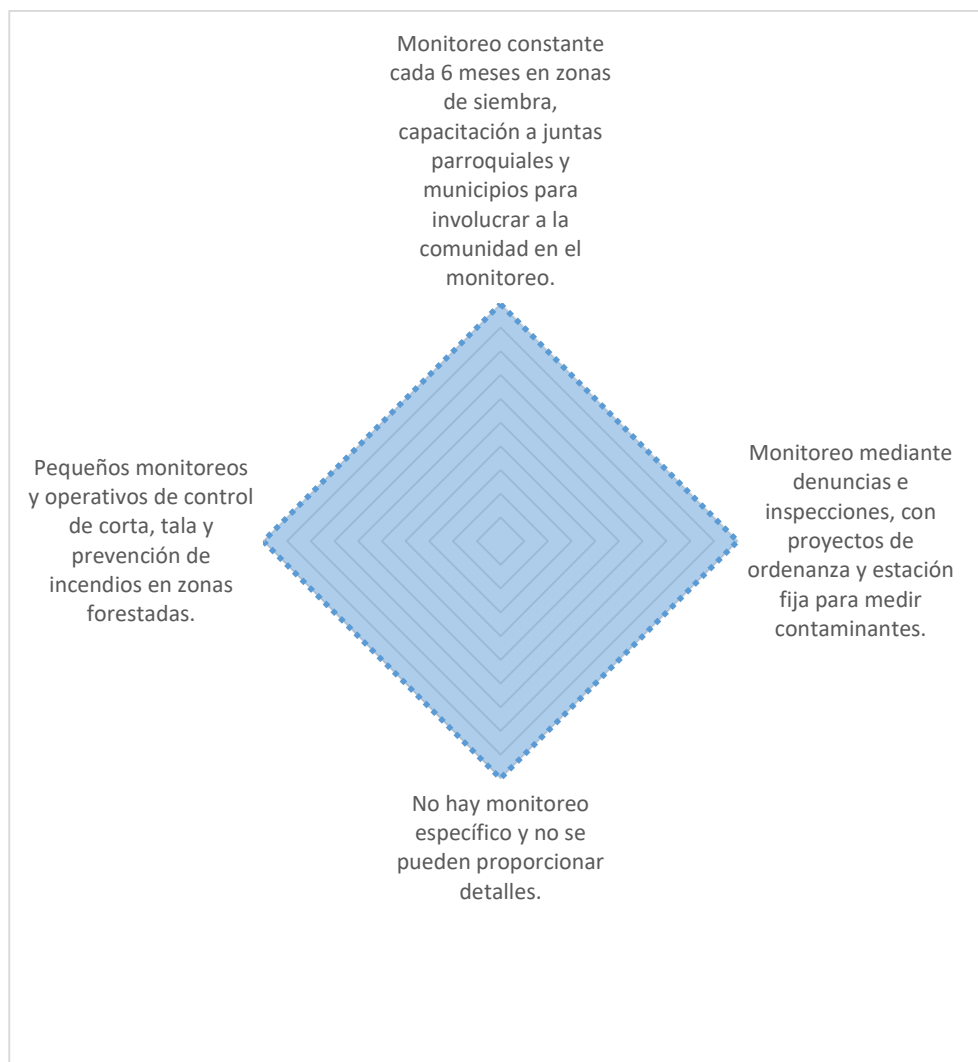 Monitoreo constante
cada 6 meses en zonas
de siembra,
capacitación a juntas
parroquiales y
municipios para
involucrar a la
comunidad en el
monitoreo.
Monitoreo mediante
denuncias e
inspecciones, con
proyectos de
ordenanza y estación
fija para medir
contaminantes.
No hay monitoreo
específico y no se
pueden proporcionar
detalles.
Pequeños monitoreos
y operativos de control
de corta, tala y
prevención de
incendios en zonas
forestadas.